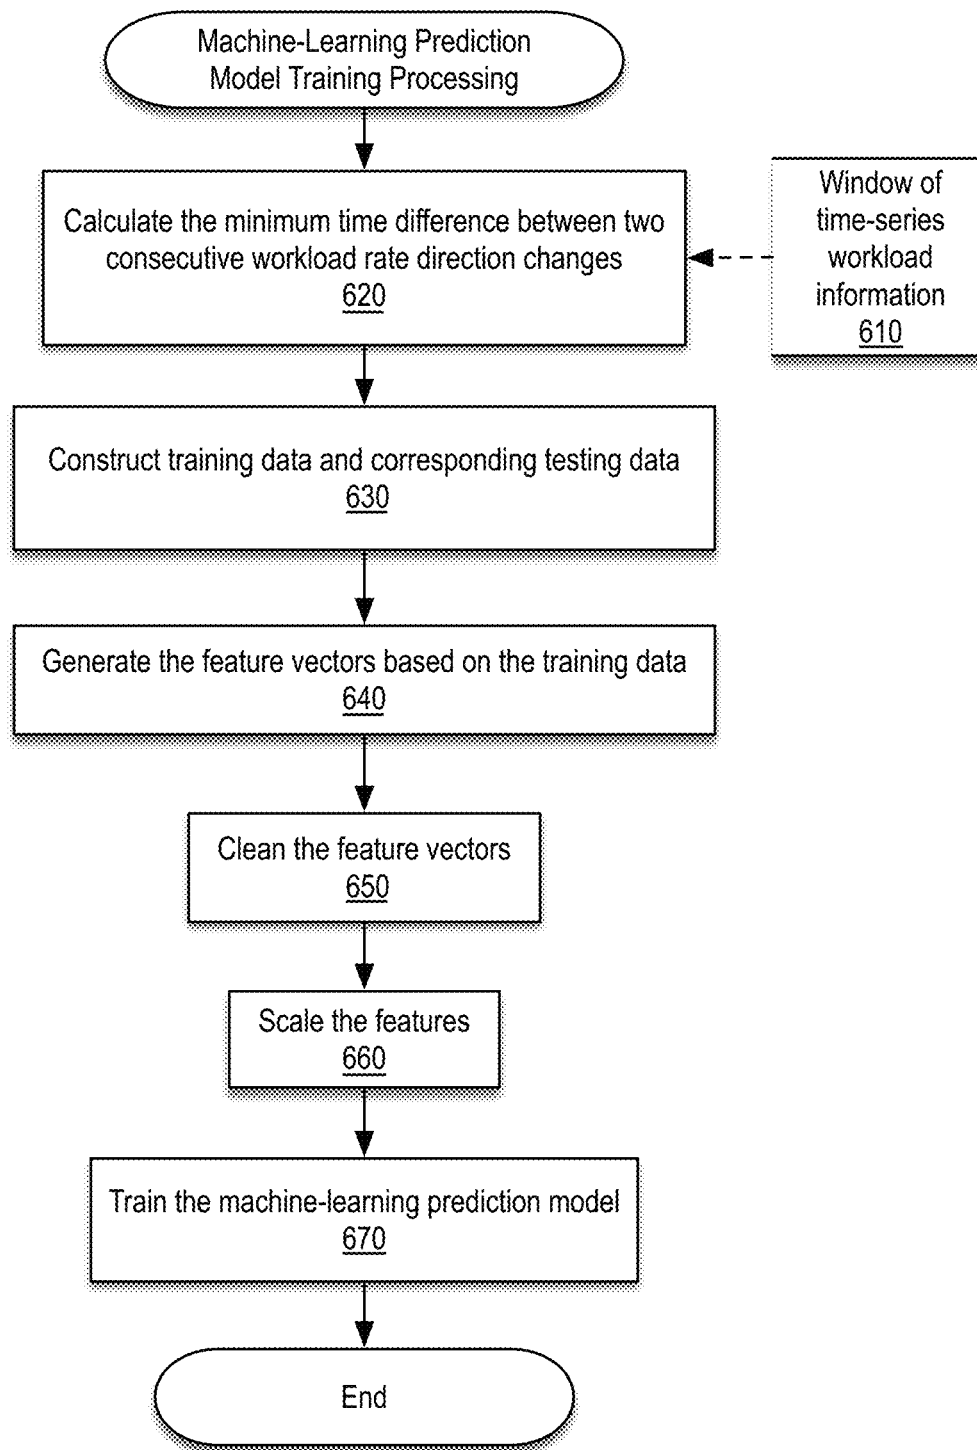 Machine-Learning Prediction
Model Training Processing
Calculate the minimum time difference between two
consecutive workload rate direction changes
620
Window of
time-series
workload
information
610
Construct training data and corresponding testing data
630
Generate the feature vectors based on the training data
640
Clean the feature vectors
650
Scale the features
660
Train the machine-learning prediction model
670
End